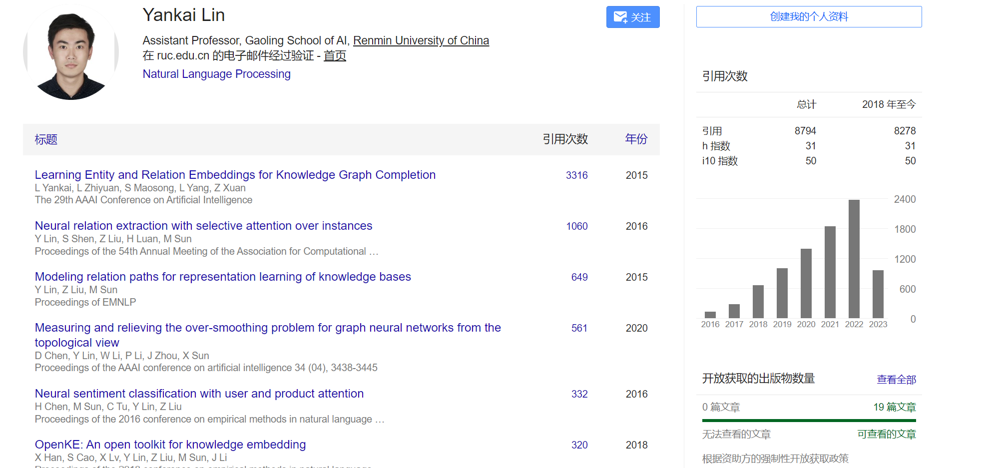 Yankai Lin
关注
Assistant Professor, Gaoling School of AI, Renmin University of China
在 ruc.edu.cn 的电子邮件经过验证 - 首页
Natural Language Processing
标题 引用次数 年份
Learning Entity and Relation Embeddings for Knowledge Graph Completion 3316 2015
L Yankai, L Zhiyuan, S Maosong, L Yang, Z Xuan
The 29th AAAI Conference on Artificial Intelligence
Neural relation extraction with selective attention over instances 1060 2016
Y Lin, S Shen, Z Liu, H Luan, M Sun
Proceedings of the 54th Annual Meeting of the Association for Computational …
Modeling relation paths for representation learning of knowledge bases 649 2015
Y Lin, Z Liu, M Sun
Proceedings of EMNLP
Measuring and relieving the over-smoothing problem for graph neural networks from the 561 2020
topological view
D Chen, Y Lin, W Li, P Li, J Zhou, X Sun
Proceedings of the AAAI conference on artificial intelligence 34 (04), 3438-3445
Neural sentiment classification with user and product attention 332 2016
H Chen, M Sun, C Tu, Y Lin, Z Liu
Proceedings of the 2016 conference on empirical methods in natural language …
OpenKE: An open toolkit for knowledge embedding 320 2018
X Han, S Cao, X Lv, Y Lin, Z Liu, M Sun, J Li
创建我的个人资料
引用次数
总计 2018 年至今
引用 8794 8278
h 指数 31 31
i10 指数 50 50
2400
1800
1200
600
0
2016 2017 2018 2019 2020 2021 2022 2023
开放获取的出版物数量 查看全部
0 篇文章 19 篇文章
无法查看的文章 可查看的文章
根据资助方的强制性开放获取政策